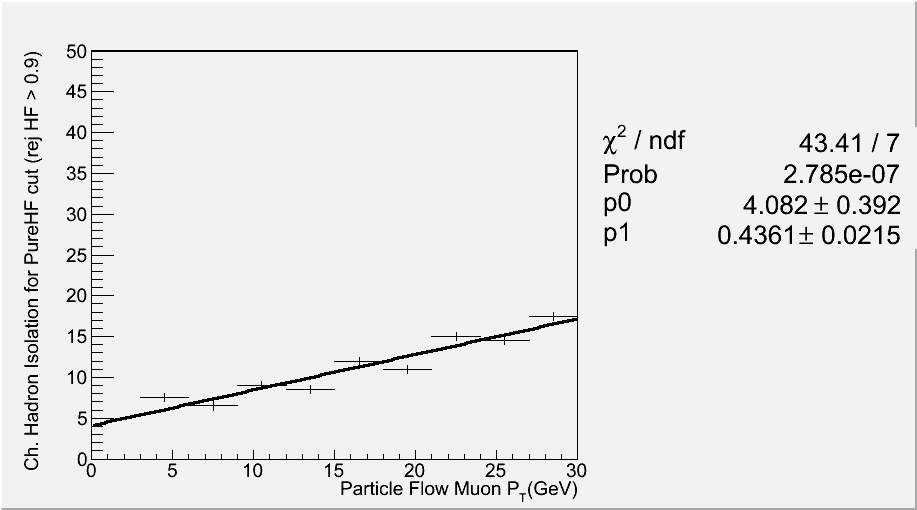 Ch. Hadron Isolation for PureHF cut (rej HF > 0.9)
50
45
40
35
30
25
20
15
10
5
0
0 5 10 15 20 25 30
Particle Flow Muon P_T(GeV)
χ² / ndf 43.41 / 7
Prob 2.785e-07
p0 4.082 ± 0.392
p1 0.4361± 0.0215